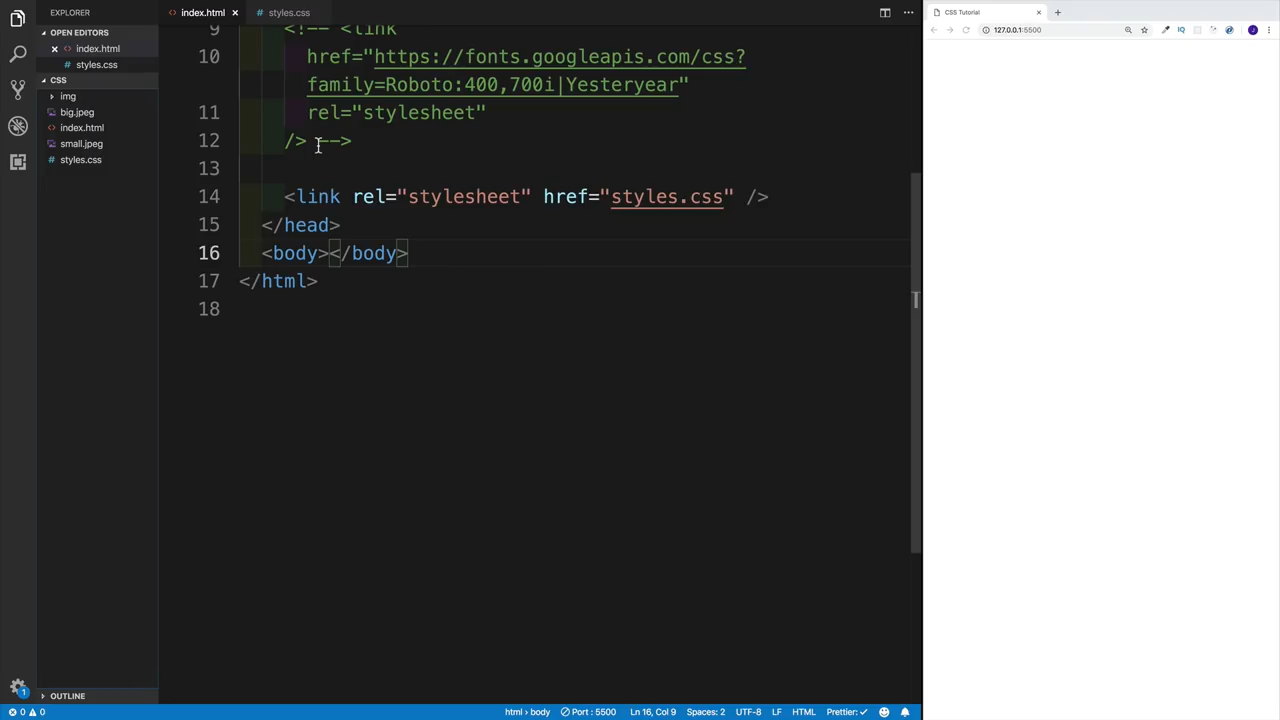 EXPLORER
OPEN EDITORS
index.html
styles.css
CSS
img
big.jpeg
index.html
small.jpeg
styles.css
OUTLINE
index.html
styles.css
9 <!-- <link
10 href="https://fonts.googleapis.com/css?
family=Roboto:400,700i|Yesteryear"
11 rel="stylesheet"
12 /> -->
13
14 <link rel="stylesheet" href="styles.css" />
15 </head>
16 <body></body>
17 </html>
18
CSS Tutorial
127.0.0.1:5500
1
0 0
html › body
Port : 5500
Ln 16, Col 9
Spaces: 2
UTF-8
LF
HTML
Prettier: ✓